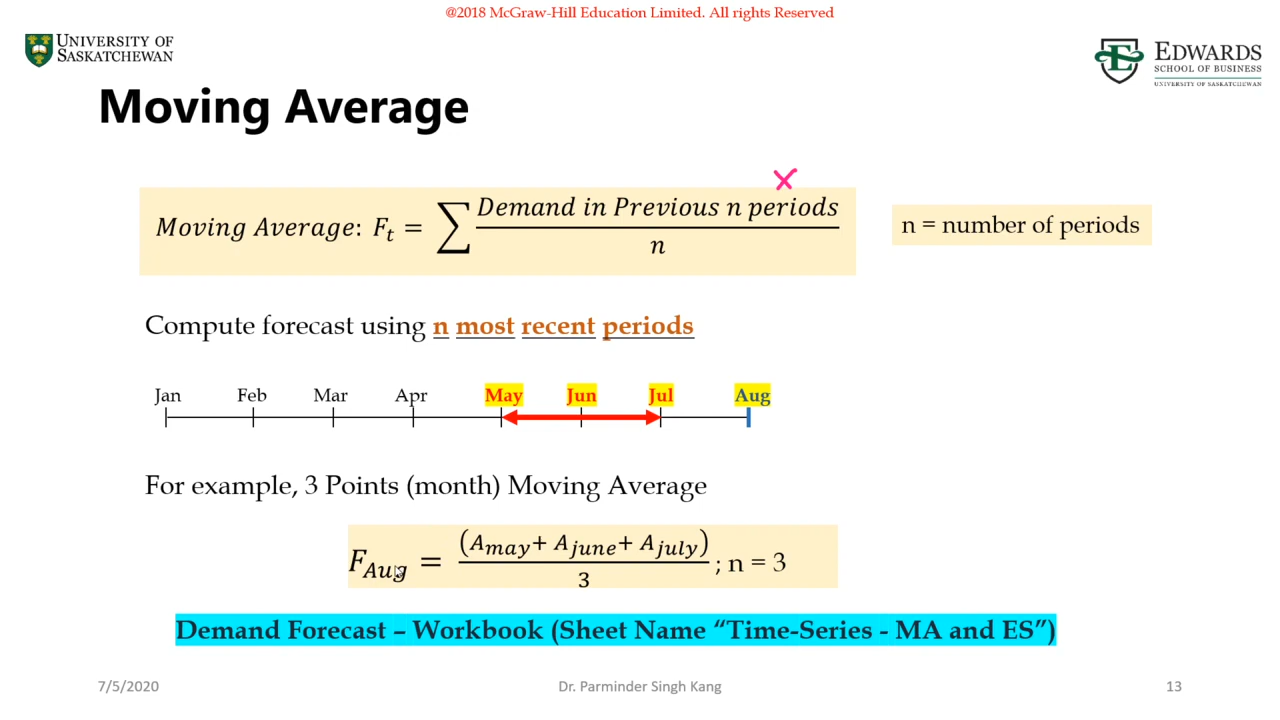 @2018 McGraw-Hill Education Limited. All rights Reserved
UNIVERSITY OF
SASKATCHEWAN
EDWARDS
SCHOOL OF BUSINESS
UNIVERSITY OF SASKATCHEWAN
Moving Average
Moving Average: Fₜ = ∑ Demand in Previous n periods / n
n = number of periods
Compute forecast using n most recent periods
Jan Feb Mar Apr May Jun Jul Aug
For example, 3 Points (month) Moving Average
F_Aug = (A_may + A_june + A_july) / 3 ; n = 3
Demand Forecast – Workbook (Sheet Name “Time-Series - MA and ES”)
7/5/2020 Dr. Parminder Singh Kang 13